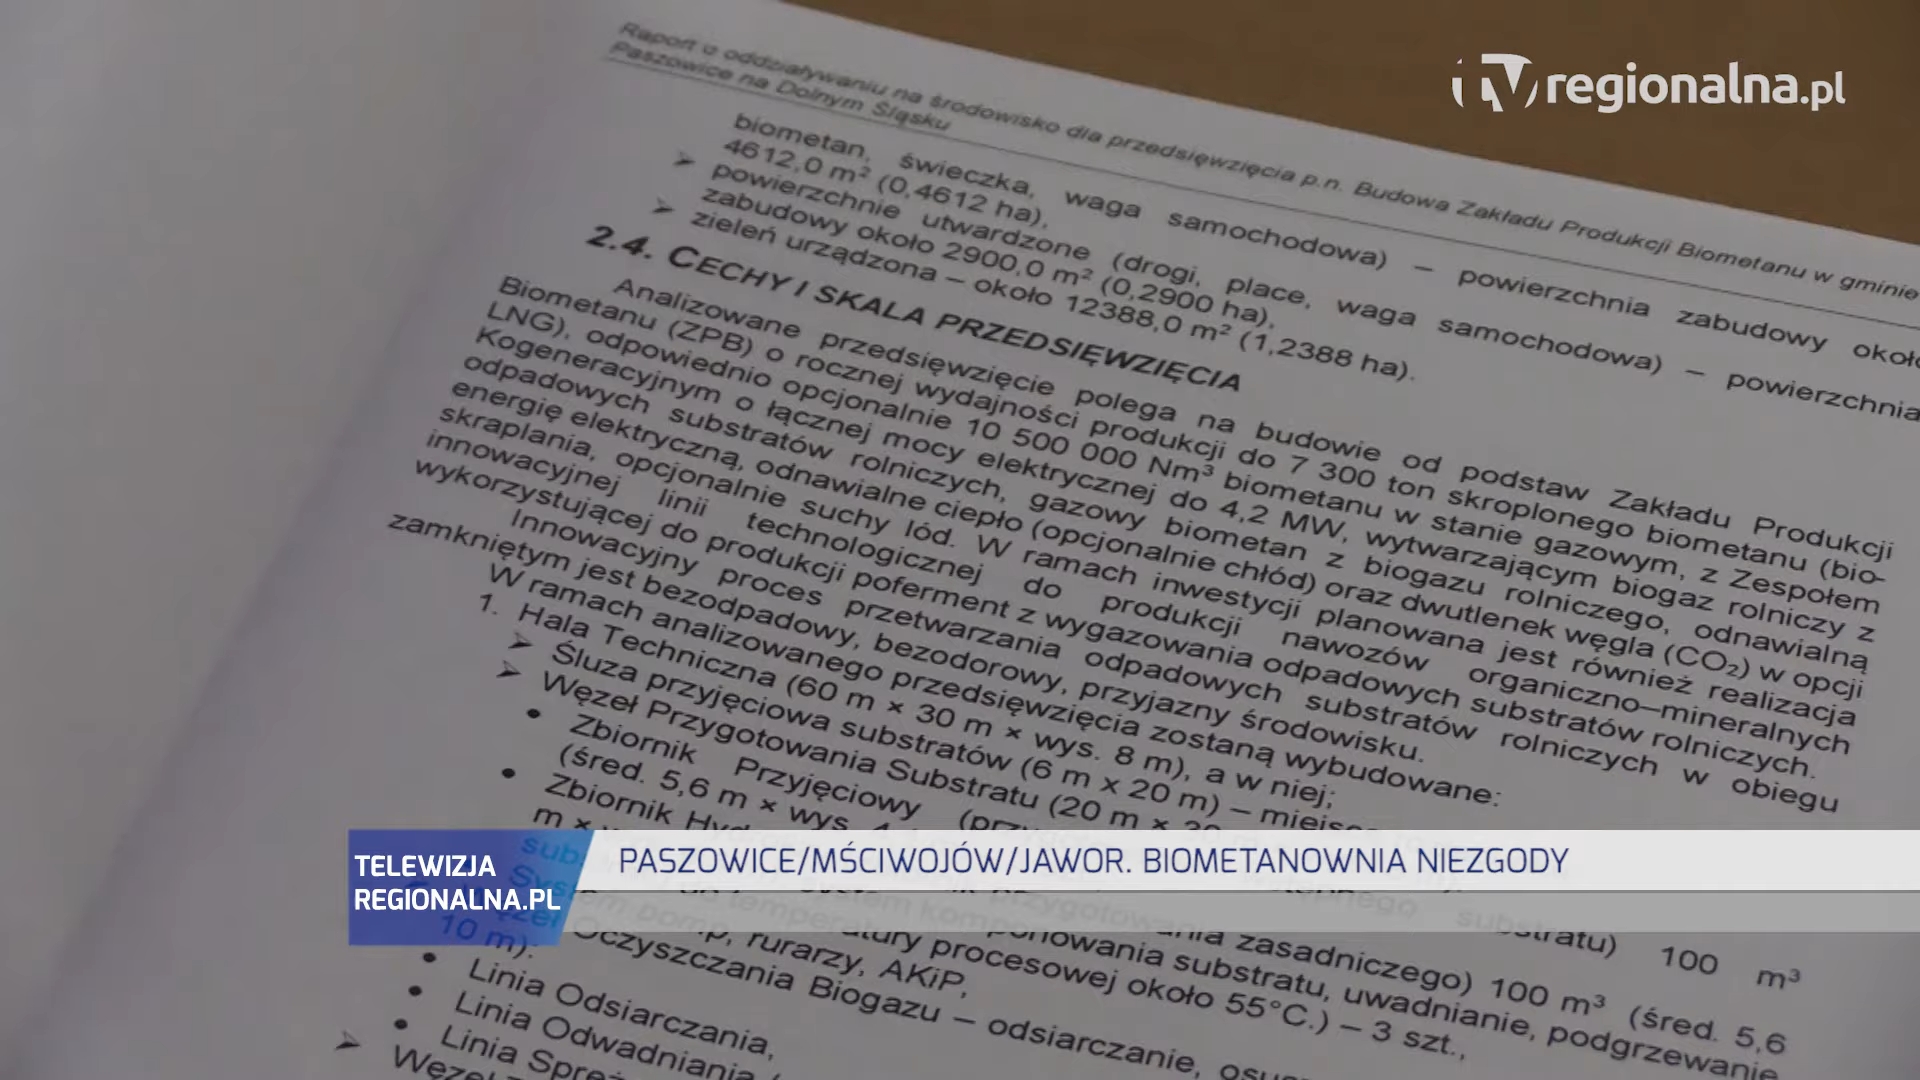 tv regionalna.pl
Raport o oddziaływaniu na środowisko dla przedsięwzięcia p.n. Budowa Zakładu Produkcji Biometanu w gminie
Paszowice na Dolnym Śląsku
biometan, świeczka, waga samochodowa) – powierzchnia zabudowy około
4612,0 m² (0,4612 ha),
➢ powierzchnie utwardzone (drogi, place, waga samochodowa) – powierzchnia
zabudowy około 2900,0 m² (0,2900 ha),
➢ zieleń urządzona – około 12388,0 m² (1,2388 ha).
2.4. CECHY I SKALA PRZEDSIĘWZIĘCIA
Analizowane przedsięwzięcie polega na budowie od podstaw Zakładu Produkcji
Biometanu (ZPB) o rocznej wydajności produkcji do 7 300 ton skroplonego biometanu (bio-
LNG), odpowiednio opcjonalnie 10 500 000 Nm³ biometanu w stanie gazowym, z Zespołem
Kogeneracyjnym o łącznej mocy elektrycznej do 4,2 MW, wytwarzającym biogaz rolniczy z
odpadowych substratów rolniczych, gazowy biometan z biogazu rolniczego, odnawialną
energię elektryczną, odnawialne ciepło (opcjonalnie chłód) oraz dwutlenek węgla (CO₂) w opcji
skraplania, opcjonalnie suchy lód. W ramach inwestycji planowana jest również realizacja
innowacyjnej linii technologicznej do produkcji nawozów organiczno–mineralnych
wykorzystującej do produkcji poferment z wygazowania odpadowych substratów rolniczych.
Innowacyjny proces przetwarzania odpadowych substratów rolniczych w obiegu
zamkniętym jest bezodpadowy, bezodorowy, przyjazny środowisku.
W ramach analizowanego przedsięwzięcia zostaną wybudowane:
1. Hala Techniczna (60 m × 30 m × wys. 8 m), a w niej;
➢ Śluza przyjęciowa substratów (6 m x 20 m) –
➢ Węzeł Przygotowania Substratu (20 m ×
• Zbiornik Przyjęciowy substratu) 100 m³
(śred. 5,6 m × wys.
• Zbiornik zasadniczego) 100 m³ (śred. 5,6
m ×
komponowania substratu, uwadnianie, podgrzewanie
temperatury procesowej około 55°C.) – 3 szt.,
pomp, rurarzy, AKiP,
Węzeł Oczyszczania Biogazu – odsiarczanie,
10 m):
• Linia Odsiarczania,
• Linia Odwadniania
• Linia
➢
TELEWIZJA
REGIONALNA.PL
PASZOWICE/MŚCIWOJÓW/JAWOR. BIOMETANOWNIA NIEZGODY